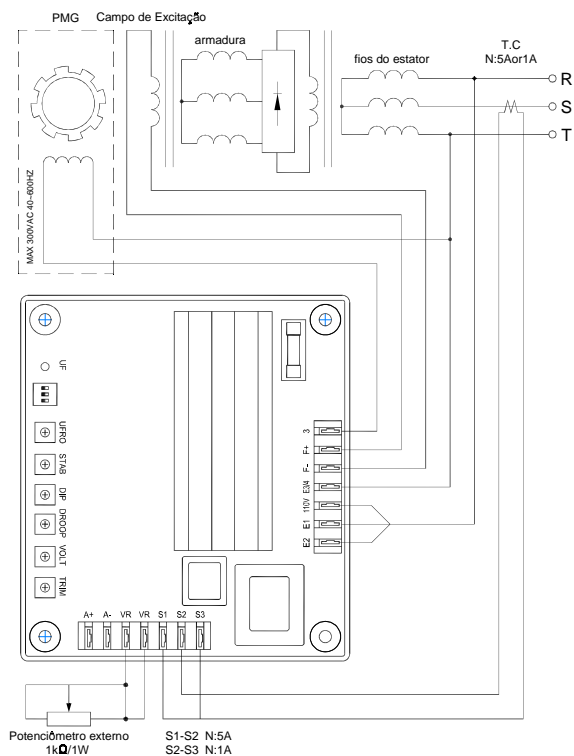 PMG
Campo de Excitação
armadura
fios do estator
T.C
N:5Aor1A
R
S
T
MAX 300VAC 40~600HZ
UF
UFRO
STAB
DIP
DROOP
VOLT
TRIM
3
F+
F-
E3/4
110V
E1
E2
A+ A- VR VR S1 S2 S3
Potenciômetro externo
1kΩ/1W
S1-S2 N:5A
S2-S3 N:1A